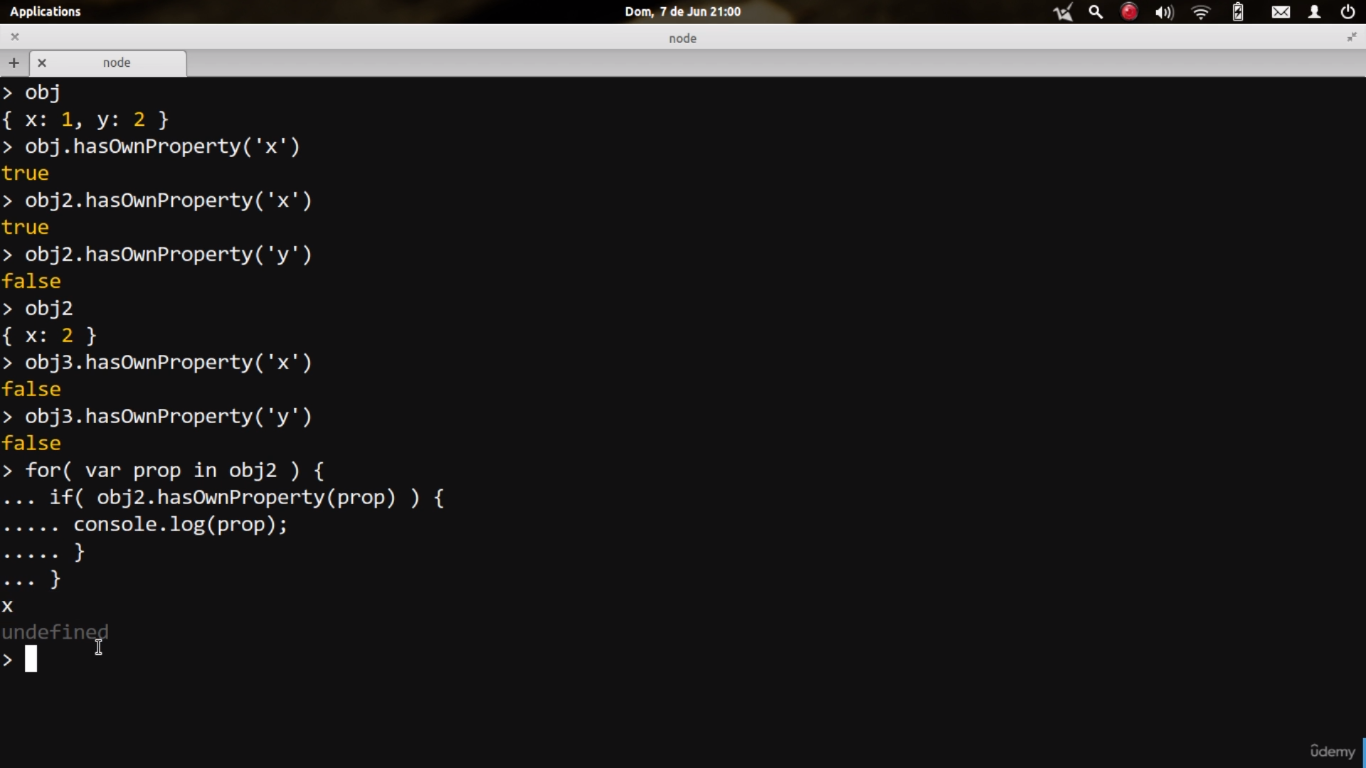 Applications
Dom, 7 de Jun 21:00
node
node
> obj
{ x: 1, y: 2 }
> obj.hasOwnProperty('x')
true
> obj2.hasOwnProperty('x')
true
> obj2.hasOwnProperty('y')
false
> obj2
{ x: 2 }
> obj3.hasOwnProperty('x')
false
> obj3.hasOwnProperty('y')
false
> for( var prop in obj2 ) {
... if( obj2.hasOwnProperty(prop) ) {
..... console.log(prop);
..... }
... }
x
undefined
>
ûdemy